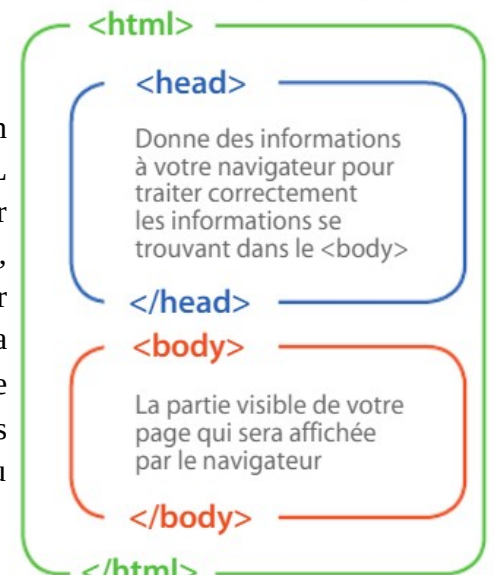 <html>
<head>
Donne des informations
à votre navigateur pour
traiter correctement
les informations se
trouvant dans le <body>
</head>
<body>
La partie visible de votre
page qui sera affichée
par le navigateur
</body>
</html>